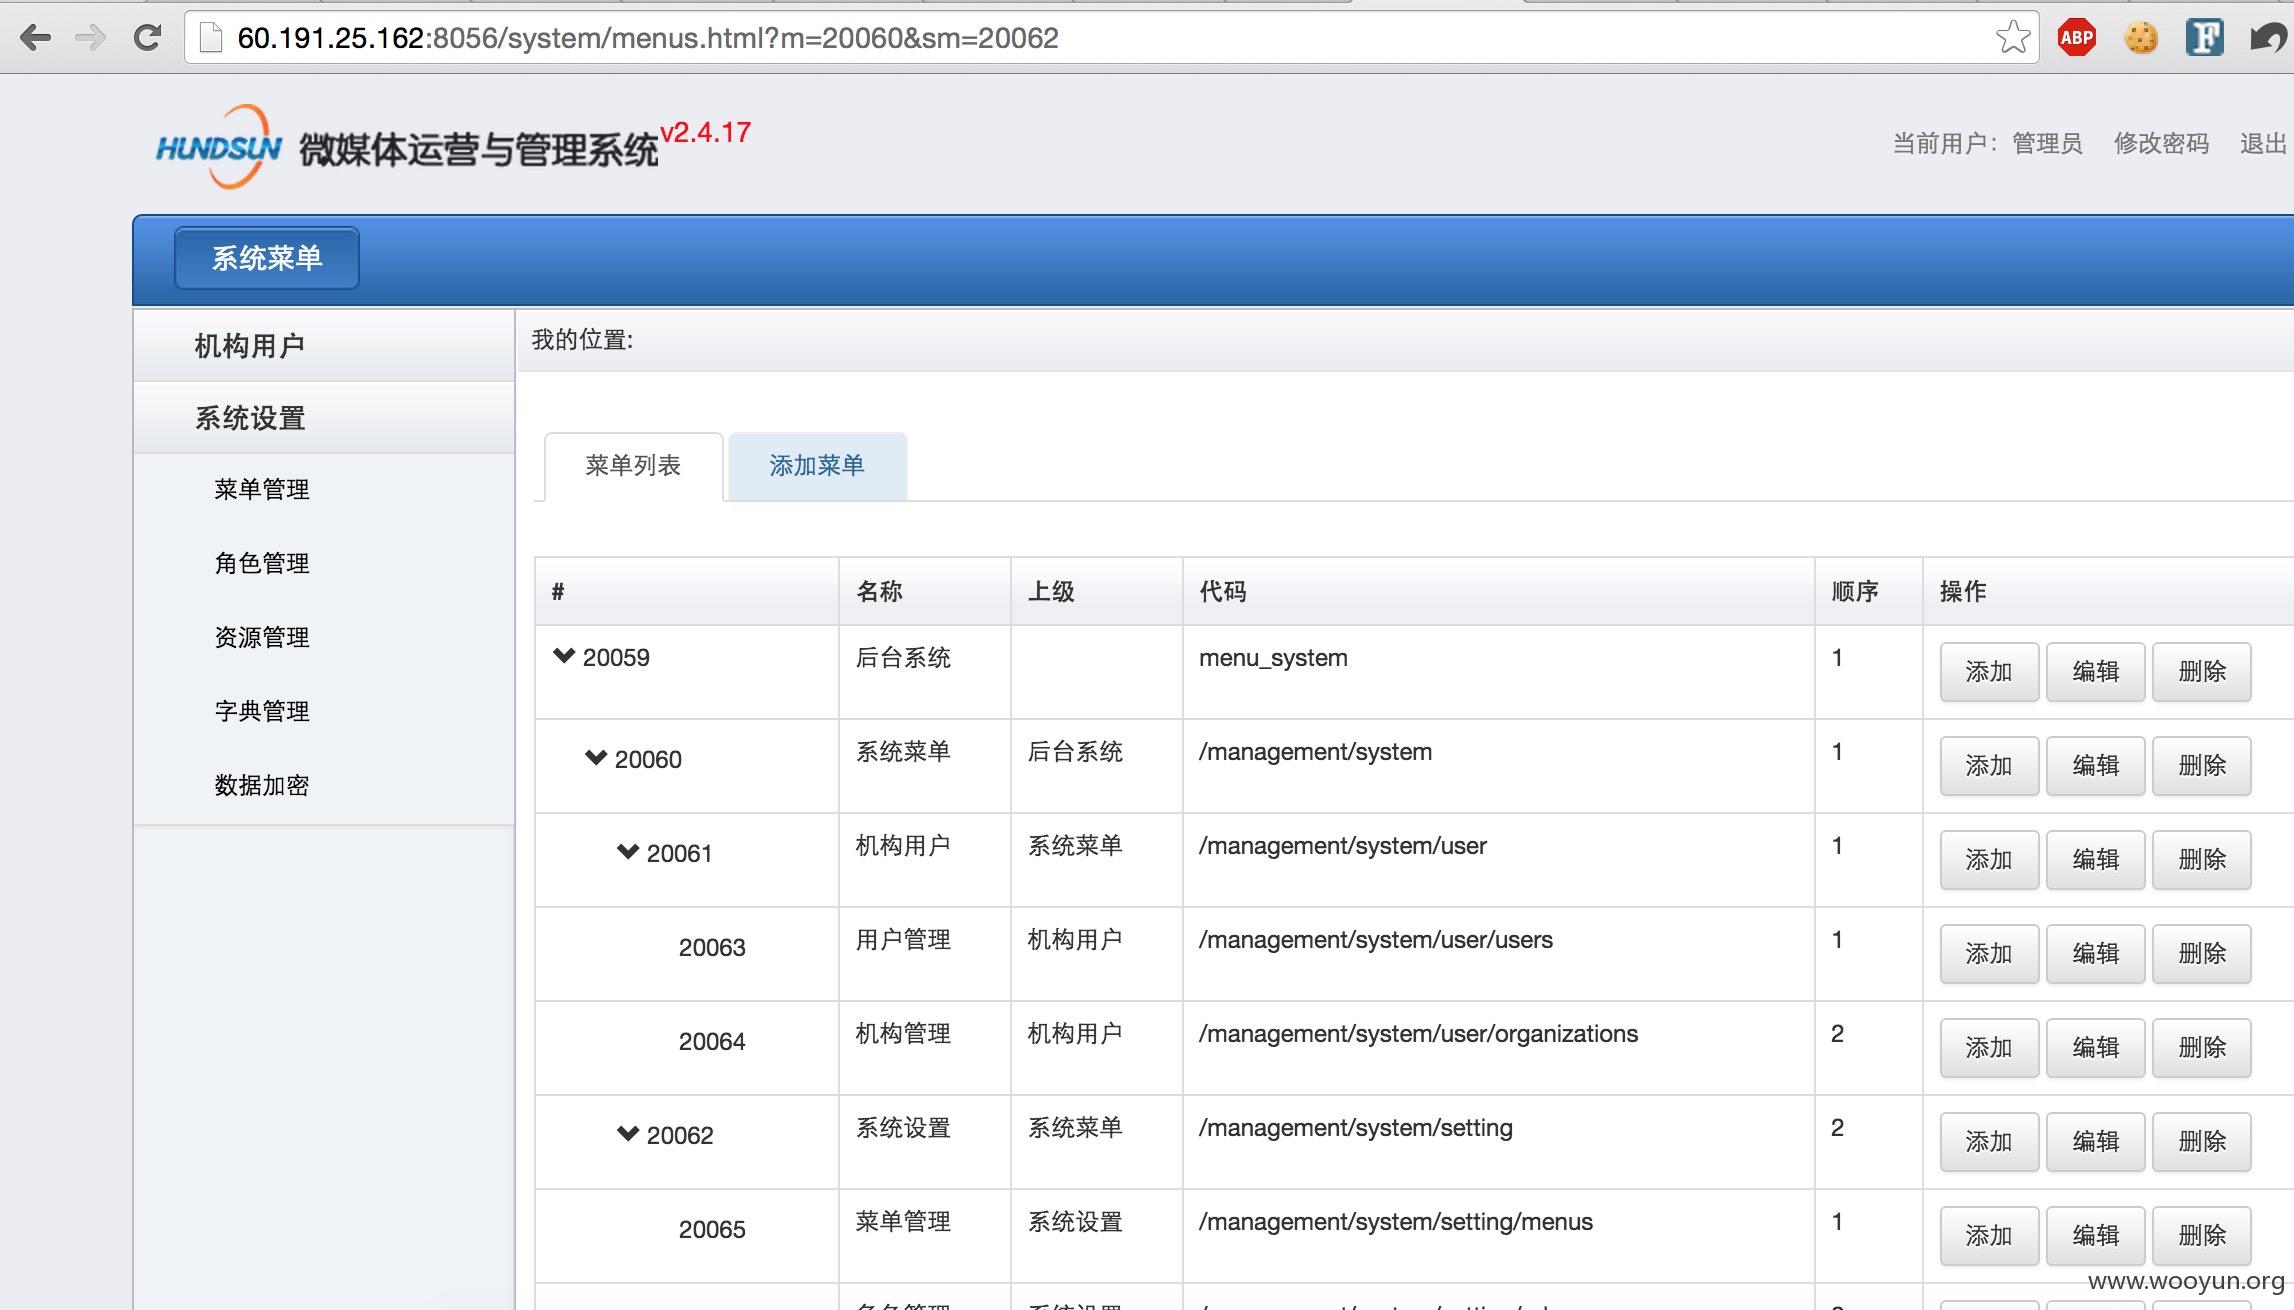 60.191.25.162:8056/system/menus.html?m=20060&sm=20062
ABP
F
HUNDSUN 微媒体运营与管理系统 v2.4.17
当前用户：管理员 修改密码 退出
系统菜单
机构用户
我的位置:
系统设置
菜单管理
角色管理
资源管理
字典管理
数据加密
菜单列表 添加菜单
# 名称 上级 代码 顺序 操作
20059 后台系统 menu_system 1 添加 编辑 删除
20060 系统菜单 后台系统 /management/system 1 添加 编辑 删除
20061 机构用户 系统菜单 /management/system/user 1 添加 编辑 删除
20063 用户管理 机构用户 /management/system/user/users 1 添加 编辑 删除
20064 机构管理 机构用户 /management/system/user/organizations 2 添加 编辑 删除
20062 系统设置 系统菜单 /management/system/setting 2 添加 编辑 删除
20065 菜单管理 系统设置 /management/system/setting/menus 1 添加 编辑 删除
www.wooyun.org